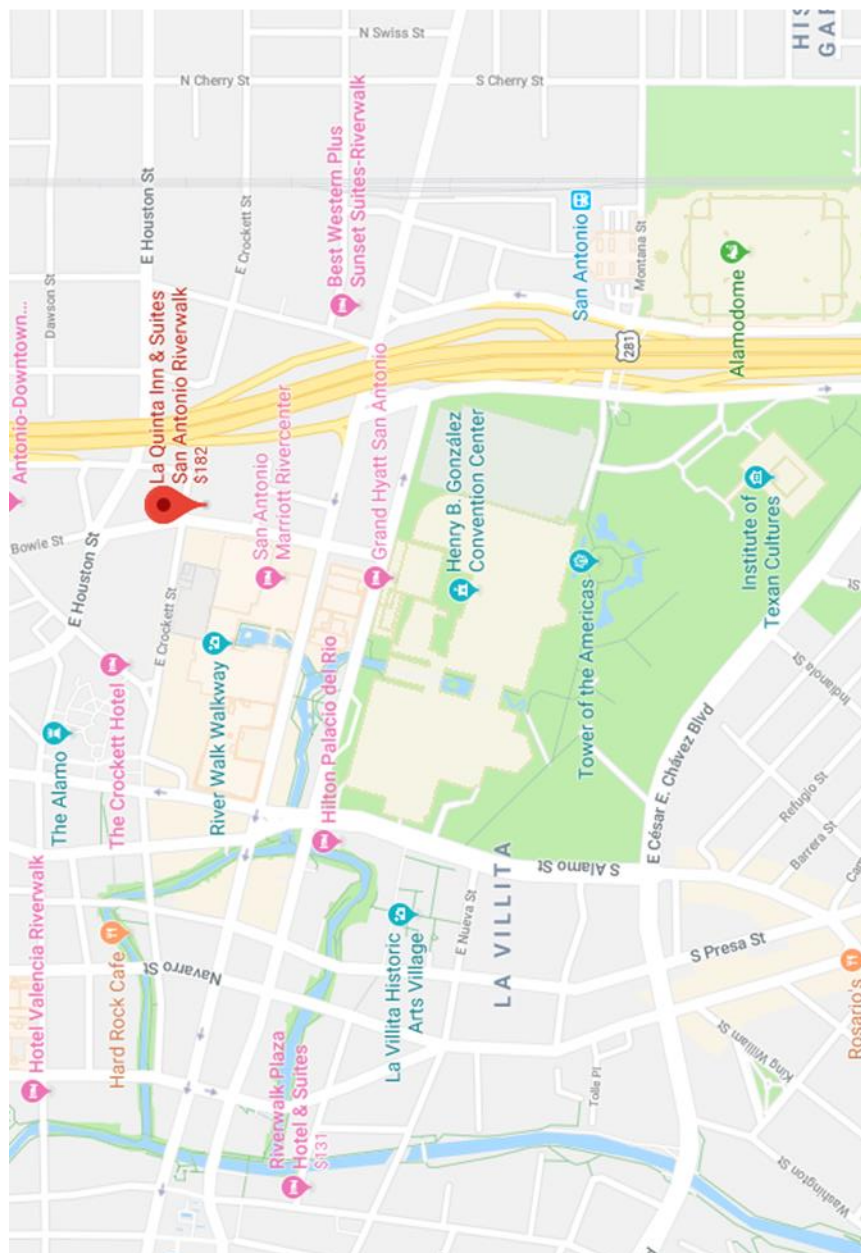 N Swiss St
N Cherry St
S Cherry St
HIS
GAR
E Houston St
E Crockett St
Dawson St
Best Western Plus
Sunset Suites-Riverwalk
San Antonio
Montana St
Alamodome
281
Antonio-Downtown...
La Quinta Inn & Suites
San Antonio Riverwalk
$182
Bowie St
E Houston St
E Crockett St
San Antonio
Marriott Rivercenter
Grand Hyatt San Antonio
Henry B. González
Convention Center
Tower of the Americas
Institute of
Texan Cultures
The Alamo
The Crockett Hotel
River Walk Walkway
Hilton Palacio del Rio
S Alamo St
E César E. Chávez Blvd
Indianola St
St
Refugio St
Barrera St
Hotel Valencia Riverwalk
Hard Rock Cafe
Navarro St
La Villita Historic
Arts Village
E Nueva St
LA VILLITA
S Presa St
Rosario's
King William St
Riverwalk Plaza
Hotel & Suites
$131
Tolle Pl
Washington St